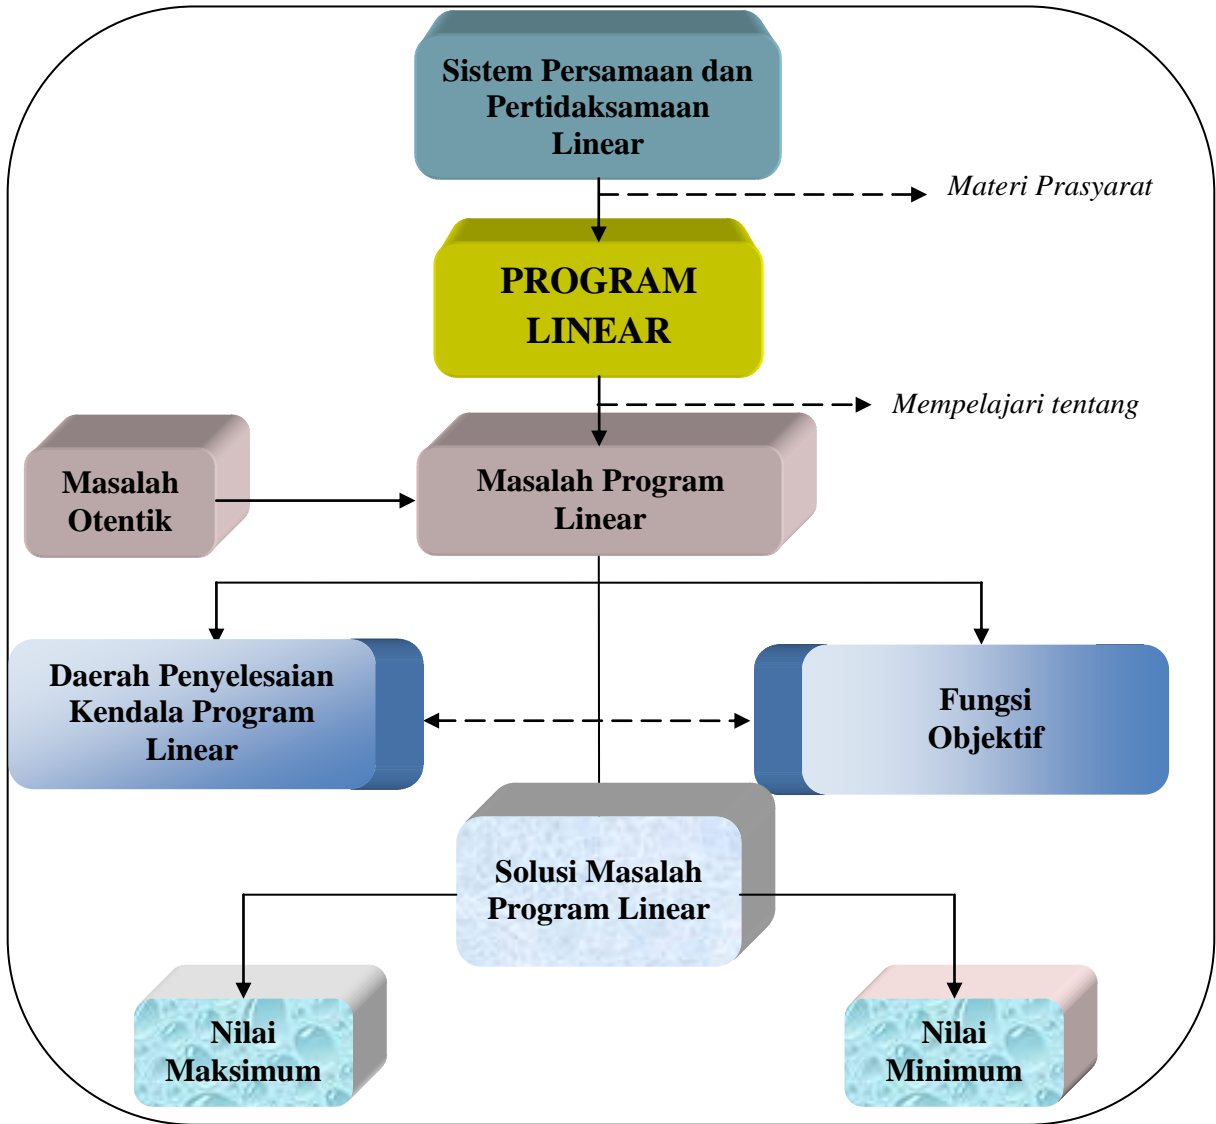 Sistem Persamaan dan
Pertidaksamaan
Linear
Materi Prasyarat
PROGRAM
LINEAR
Mempelajari tentang
Masalah
Otentik
Masalah Program
Linear
Daerah Penyelesaian
Kendala Program
Linear
Fungsi
Objektif
Solusi Masalah
Program Linear
Nilai
Maksimum
Nilai
Minimum